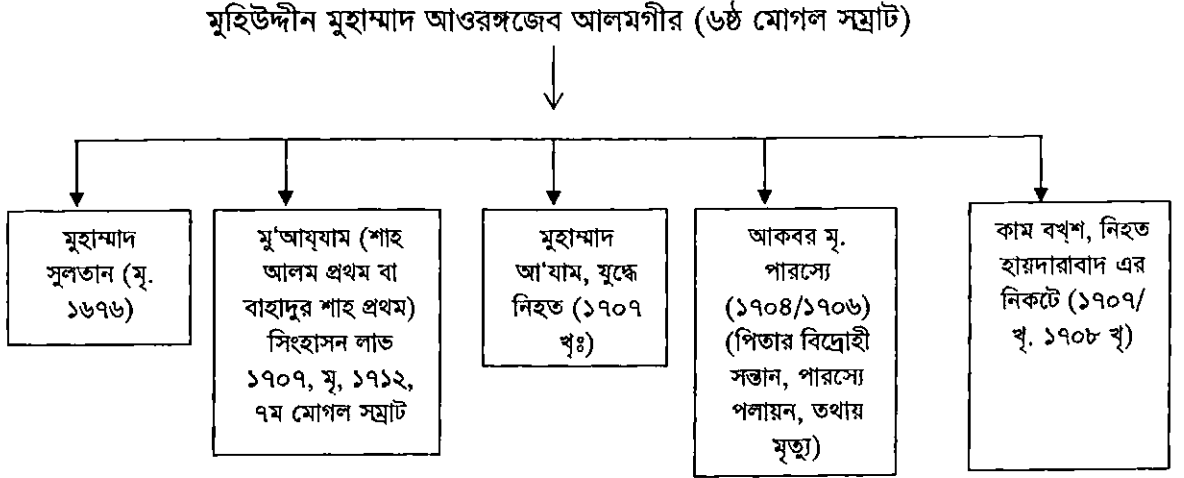 মুহিউদ্দীন মুহাম্মাদ আওরঙ্গজেব আলমগীর (৬ষ্ঠ মোগল সম্রাট)
মুহাম্মাদ
সুলতান (মৃ.
১৬৭৬)
মু'আয্যাম (শাহ
আলম প্রথম বা
বাহাদুর শাহ প্রথম)
সিংহাসন লাভ
১৭০৭, মৃ, ১৭১২,
৭ম মোগল সম্রাট
মুহাম্মাদ
আ'যাম, যুদ্ধে
নিহত (১৭০৭
খৃঃ)
আকবর মৃ.
পারস্যে
(১৭০৪/১৭০৬)
(পিতার বিদ্রোহী
সন্তান, পারস্যে
পলায়ন, তথায়
মৃত্যু)
কাম বখ্শ, নিহত
হায়দারাবাদ এর
নিকটে (১৭০৭/
খৃ. ১৭০৮ খৃ)